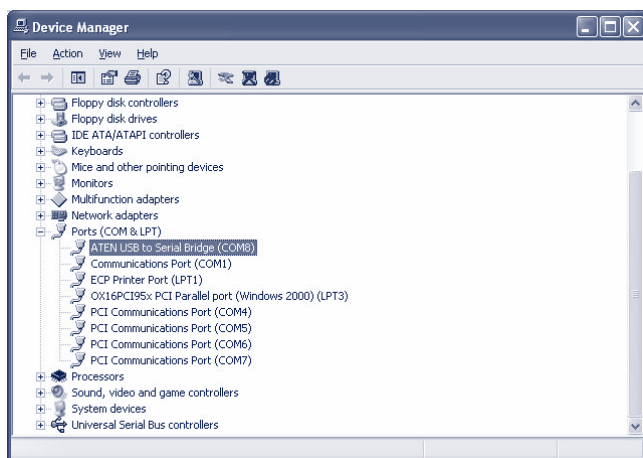 Device Manager
File Action View Help
Floppy disk controllers
Floppy disk drives
IDE ATA/ATAPI controllers
Keyboards
Mice and other pointing devices
Monitors
Multifunction adapters
Network adapters
Ports (COM & LPT)
ATEN USB to Serial Bridge (COM8)
Communications Port (COM1)
ECP Printer Port (LPT1)
OX16PCI95x PCI Parallel port (Windows 2000) (LPT3)
PCI Communications Port (COM4)
PCI Communications Port (COM5)
PCI Communications Port (COM6)
PCI Communications Port (COM7)
Processors
Sound, video and game controllers
System devices
Universal Serial Bus controllers